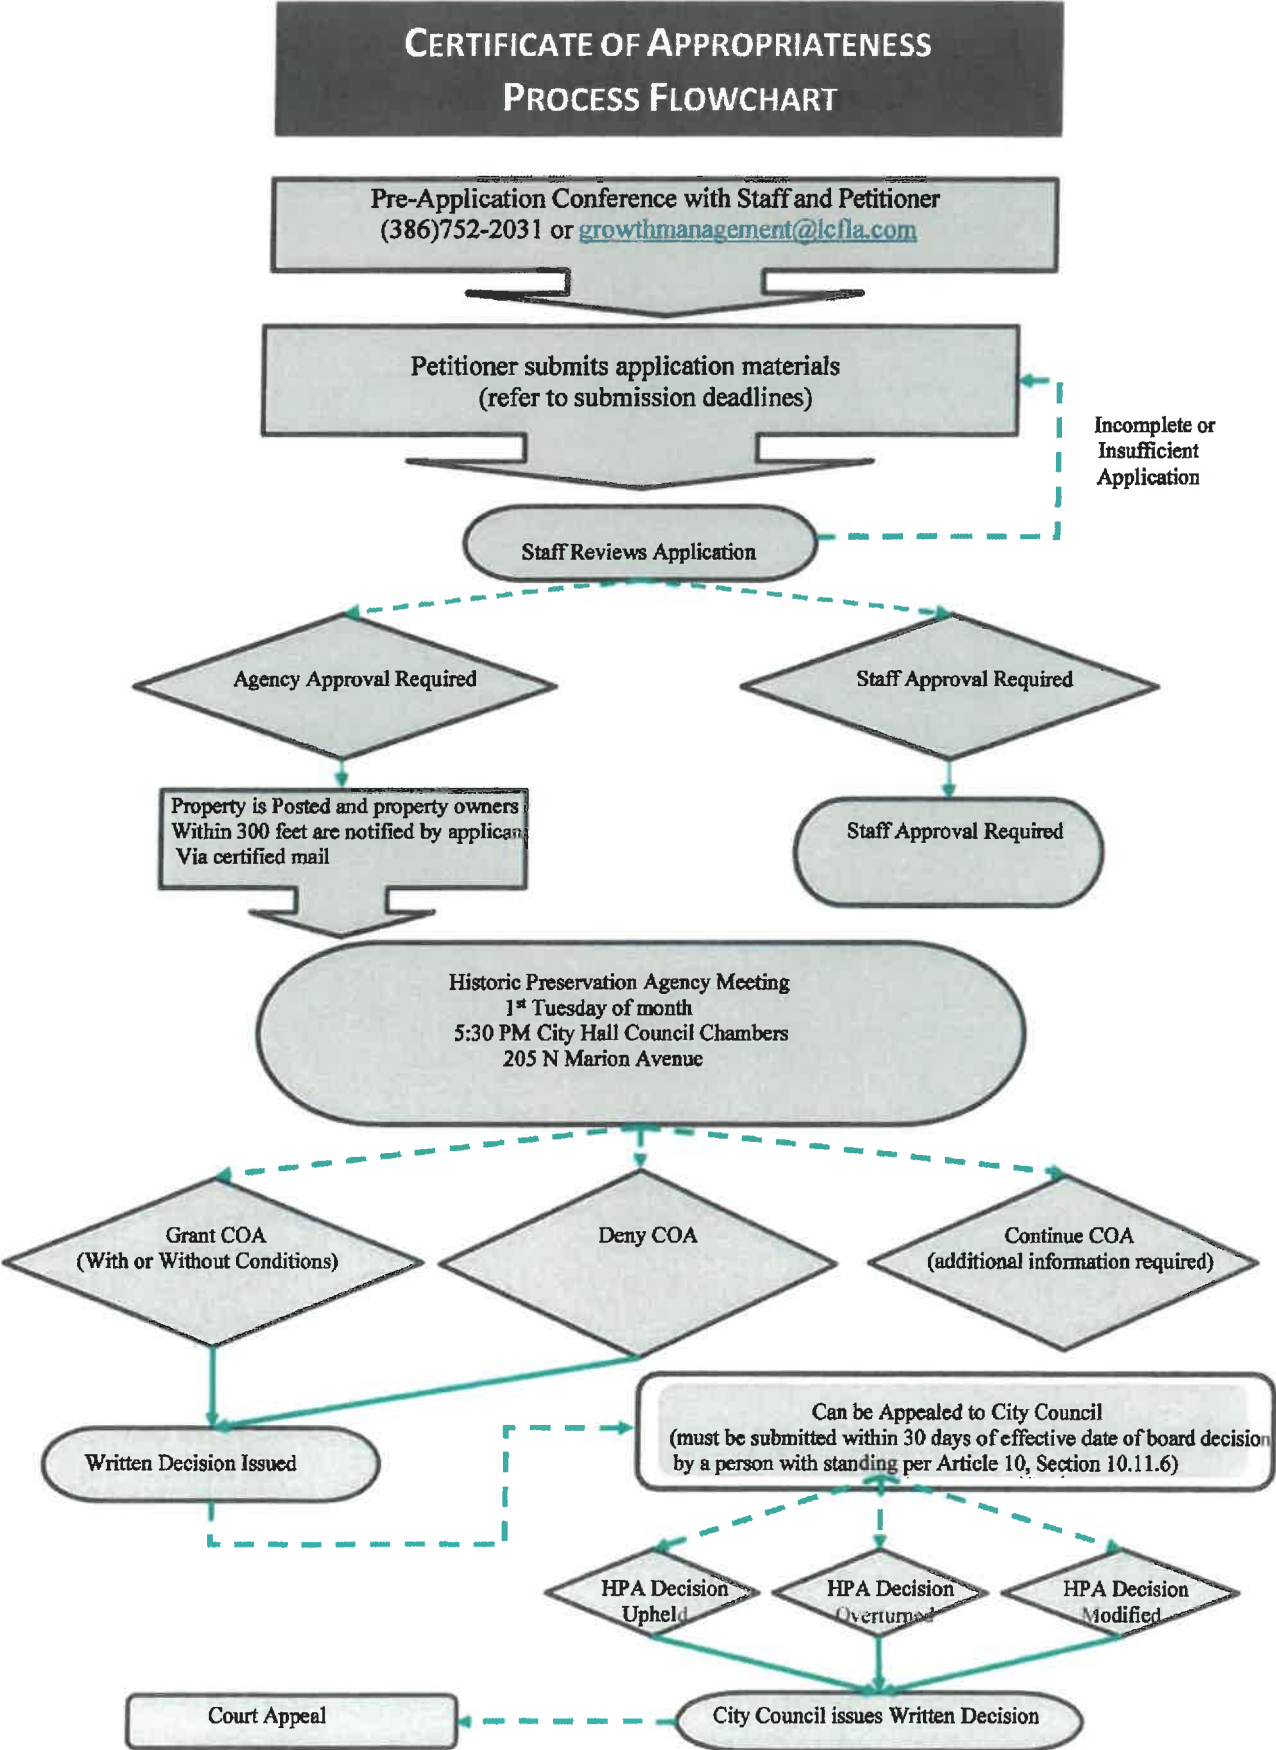 CERTIFICATE OF APPROPRIATENESS
PROCESS FLOWCHART
Pre-Application Conference with Staff and Petitioner
(386)752-2031 or growthmanagement@lcfla.com
Petitioner submits application materials
(refer to submission deadlines)
Incomplete or
Insufficient
Application
Staff Reviews Application
Agency Approval Required
Staff Approval Required
Property is Posted and property owners
Within 300 feet are notified by applican
Via certified mail
Staff Approval Required
Historic Preservation Agency Meeting
1st Tuesday of month
5:30 PM City Hall Council Chambers
205 N Marion Avenue
Grant COA
(With or Without Conditions)
Deny COA
Continue COA
(additional information required)
Can be Appealed to City Council
(must be submitted within 30 days of effective date of board decision
by a person with standing per Article 10, Section 10.11.6)
Written Decision Issued
HPA Decision
Upheld
HPA Decision
Overturned
HPA Decision
Modified
Court Appeal
City Council issues Written Decision